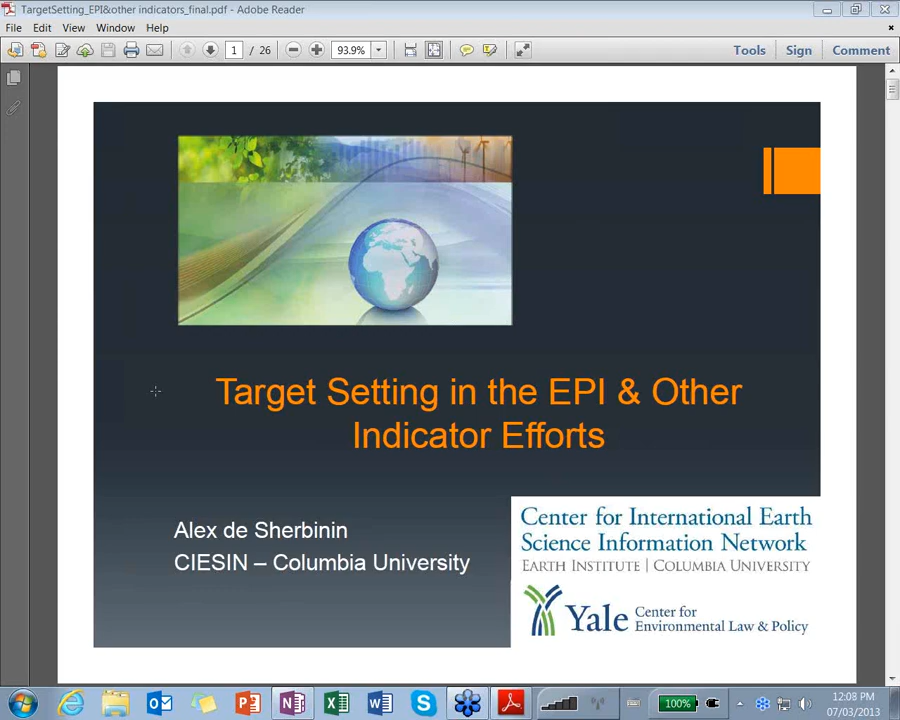 TargetSetting_EPI&other indicators_final.pdf - Adobe Reader
File Edit View Window Help
1 / 26 93.9% Tools Sign Comment
Target Setting in the EPI & Other
Indicator Efforts
Alex de Sherbinin
CIESIN – Columbia University
Center for International Earth
Science Information Network
EARTH INSTITUTE | COLUMBIA UNIVERSITY
Yale Center for
Environmental Law & Policy
100%
12:08 PM
07/03/2013